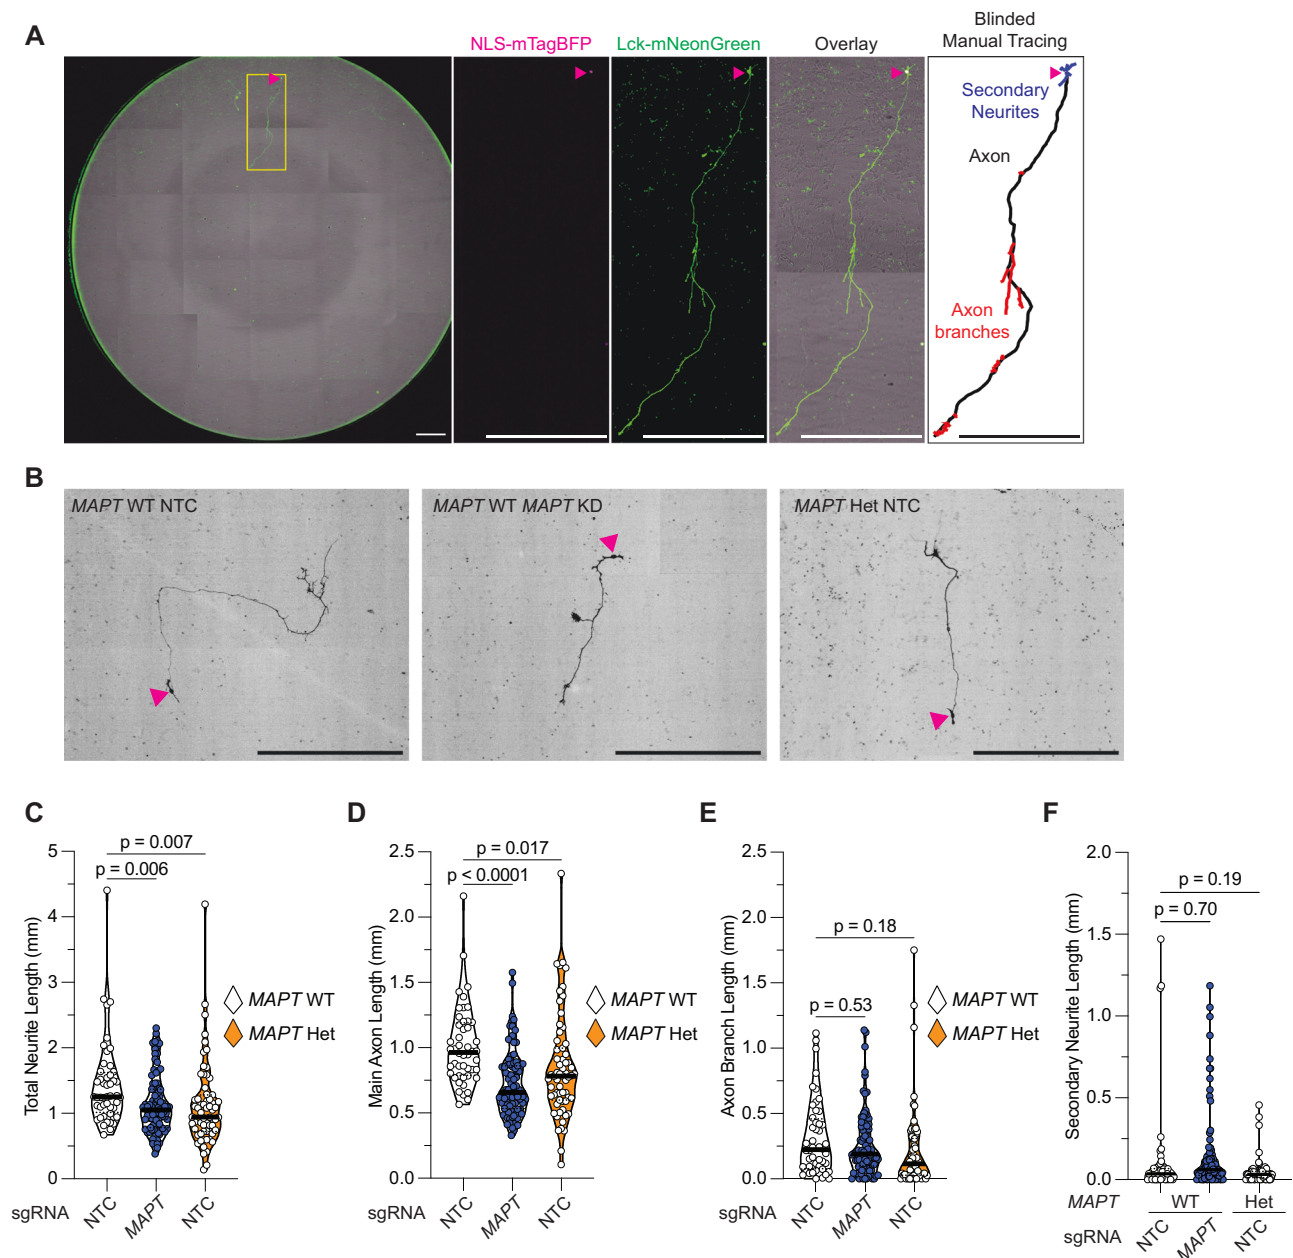 A
NLS-mTagBFP
Lck-mNeonGreen
Overlay
Blinded
Manual Tracing
Secondary
Neurites
Axon
Axon
branches
B
MAPT WT NTC
MAPT WT MAPT KD
MAPT Het NTC
C
p = 0.007
p = 0.006
Total Neurite Length (mm)
5
4
3
2
1
0
MAPT WT
MAPT Het
sgRNA
NTC
MAPT
NTC
D
p = 0.017
p < 0.0001
Main Axon Length (mm)
2.5
2.0
1.5
1.0
0.5
0.0
NTC
MAPT
NTC
MAPT WT
MAPT Het
sgRNA
E
p = 0.18
p = 0.53
Axon Branch Length (mm)
2.5
2.0
1.5
1.0
0.5
0.0
MAPT WT
MAPT Het
sgRNA
NTC
MAPT
NTC
F
p = 0.19
p = 0.70
Secondary Neurite Length (mm)
2.0
1.5
1.0
0.5
0.0
MAPT
WT
Het
sgRNA
NTC
MAPT
NTC